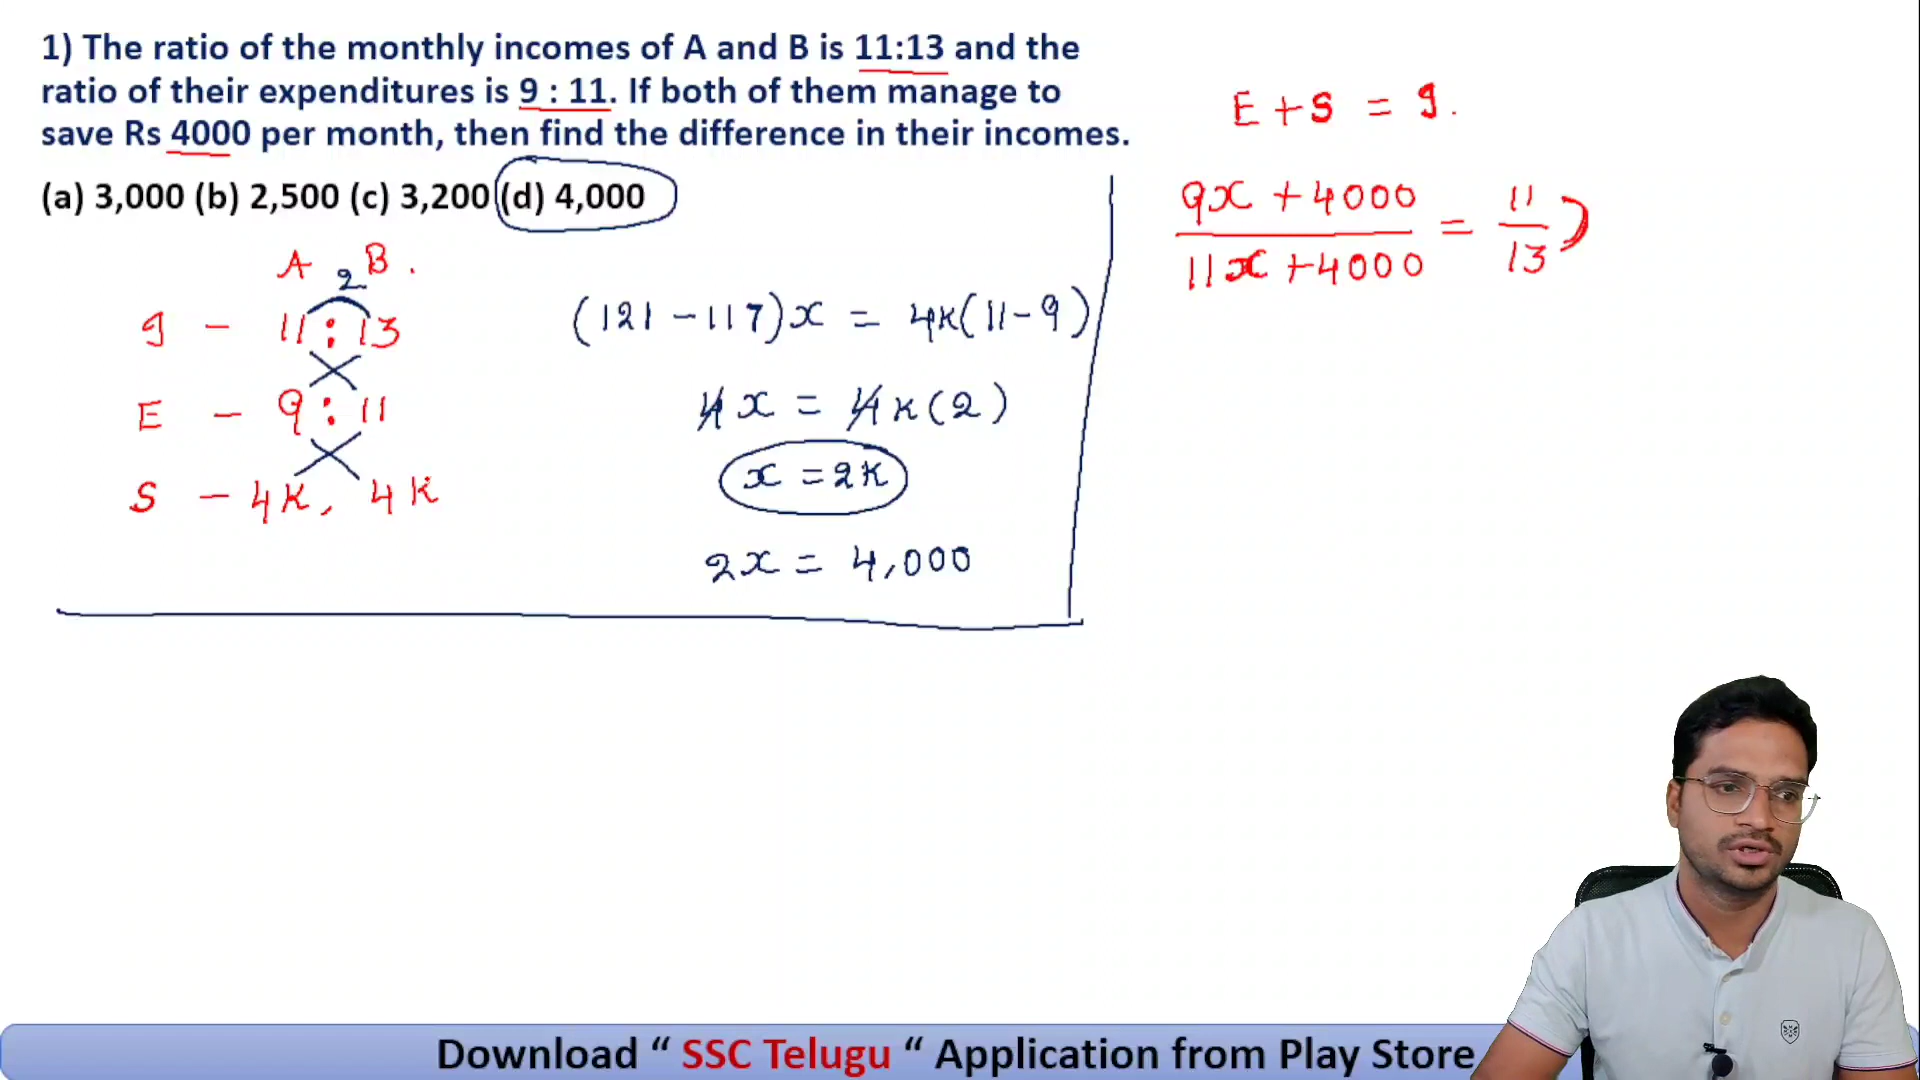 1) The ratio of the monthly incomes of A and B is 11:13 and the
ratio of their expenditures is 9 : 11. If both of them manage to
save Rs 4000 per month, then find the difference in their incomes.
(a) 3,000 (b) 2,500 (c) 3,200 (d) 4,000
A 2 B .
I - 11 : 13
E - 9 : 11
S - 4K, 4K
(121 - 117)x = 4K(11 - 9)
4x = 4K(2)
x = 2K
2x = 4,000
E + S = I.
9x + 4000
11x + 4000
= 11
13 )
Download “ SSC Telugu “ Application from Play Store